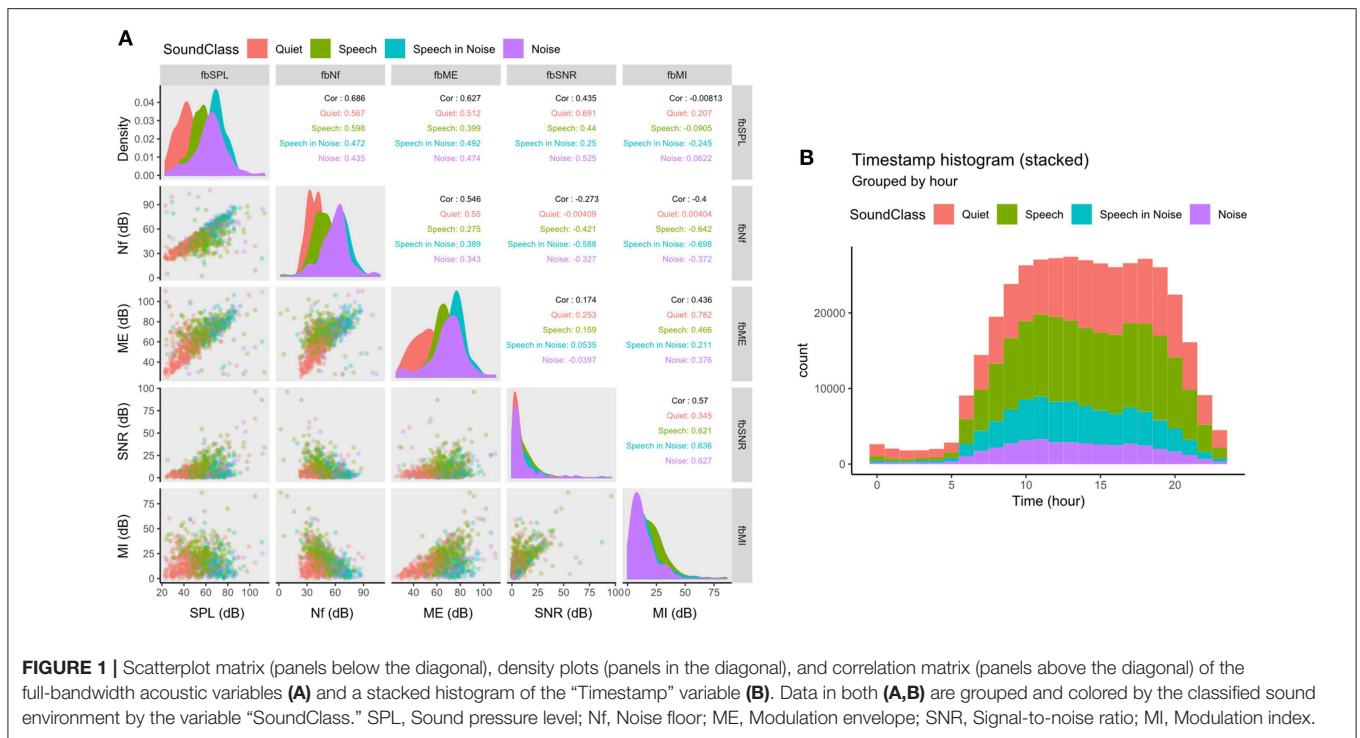 A
SoundClass Quiet Speech Speech in Noise Noise
fbSPL fbNf fbME fbSNR fbMI
Density
0.04
0.03
0.02
0.01
0.00
Cor : 0.686
Quiet: 0.567
Speech: 0.598
Speech in Noise: 0.472
Noise: 0.435
Cor : 0.627
Quiet: 0.512
Speech: 0.399
Speech in Noise: 0.492
Noise: 0.474
Cor : 0.435
Quiet: 0.691
Speech: 0.44
Speech in Noise: 0.25
Noise: 0.525
Cor : -0.00813
Quiet: 0.207
Speech: -0.0905
Speech in Noise: -0.245
Noise: 0.0622
fbSPL
Nf (dB)
90
60
30
0
Cor : 0.546
Quiet: 0.55
Speech: 0.275
Speech in Noise: 0.389
Noise: 0.343
Cor : -0.273
Quiet: -0.00409
Speech: -0.421
Speech in Noise: -0.588
Noise: -0.327
Cor : -0.4
Quiet: 0.00404
Speech: -0.642
Speech in Noise: -0.698
Noise: -0.372
fbNf
ME (dB)
100
80
60
40
Cor : 0.174
Quiet: 0.253
Speech: 0.159
Speech in Noise: 0.0535
Noise: -0.0397
Cor : 0.436
Quiet: 0.782
Speech: 0.466
Speech in Noise: 0.211
Noise: 0.376
fbME
SNR (dB)
100
75
50
25
0
Cor : 0.57
Quiet: 0.345
Speech: 0.621
Speech in Noise: 0.636
Noise: 0.627
fbSNR
MI (dB)
75
50
25
0
fbMI
20 40 60 80 100
0 30 60 90
40 60 80 100
0 25 50 75 100
0 25 50 75
SPL (dB) Nf (dB) ME (dB) SNR (dB) MI (dB)
B
Timestamp histogram (stacked)
Grouped by hour
SoundClass Quiet Speech Speech in Noise Noise
count
20000
10000
0
0 5 10 15 20
Time (hour)
FIGURE 1 | Scatterplot matrix (panels below the diagonal), density plots (panels in the diagonal), and correlation matrix (panels above the diagonal) of the
full-bandwidth acoustic variables (A) and a stacked histogram of the “Timestamp” variable (B). Data in both (A,B) are grouped and colored by the classified sound
environment by the variable “SoundClass.” SPL, Sound pressure level; Nf, Noise floor; ME, Modulation envelope; SNR, Signal-to-noise ratio; MI, Modulation index.